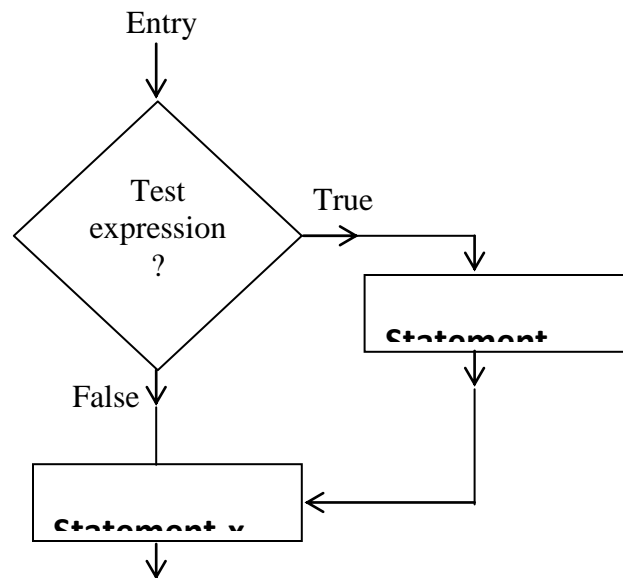 Entry
Test
expression
?
True
Statement
False
Statement-x